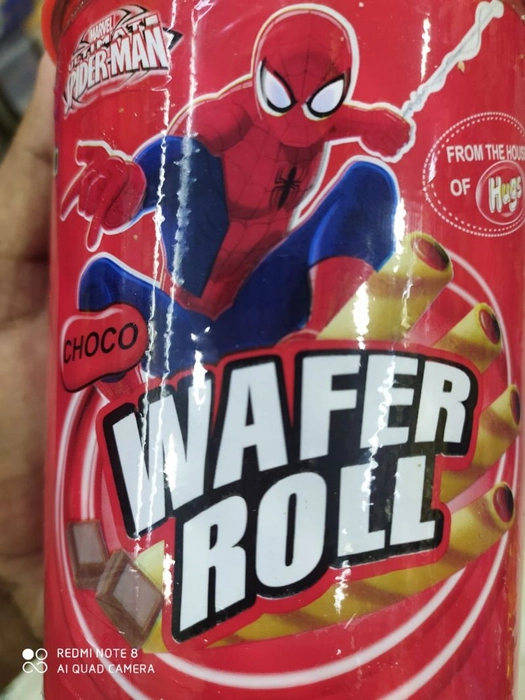 MARVEL
ULTIMATE
SPIDER-MAN
FROM THE HOUSE
OF Hugs
CHOCO
WAFER
ROLL
REDMI NOTE 8
AI QUAD CAMERA